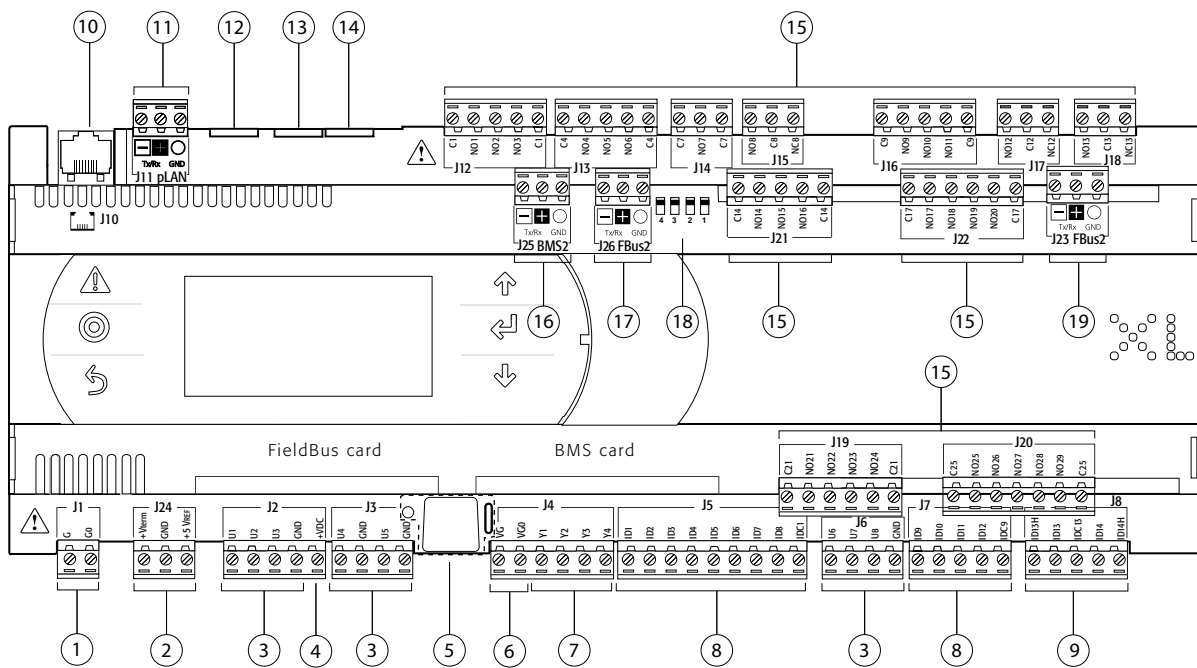 10 11 12 13 14 15
C1 NO1 NO2 NO3 C1
J12
C4 NO4 NO5 NO6 C4
J13
C7 NO7 C7
J14
NO8 C8 NC8
J15
C9 NO9 NO10 NO11 C9
J16
NO12 C12 NC12
J17
NO13 C13 NC13
J18
Tx/Rx GND
J11 pLAN
J10
Tx/Rx GND
J25 BMS2
Tx/Rx GND
J26 FBus2
4 3 2 1
C14 NO14 NO15 NO16 C14
J21
C17 NO17 NO18 NO19 NO20 C17
J22
Tx/Rx GND
J23 FBus2
16 17 18 15 15 19
XL
15
FieldBus card
BMS card
J19
C21 NO21 NO22 NO23 NO24 C21
J20
C25 NO25 NO26 NO27 NO28 NO29 C25
J1
G G0
J24
+Vterm GND +5 VREF
J2
U1 U2 U3 GND +VDC
J3
U4 GND U5 GND
J4
VG VG0 Y1 Y2 Y3 Y4
J5
ID1 ID2 ID3 ID4 ID5 ID6 ID7 ID8 IDC1
J6
U6 U7 U8 GND
J7
ID9 ID10 ID11 ID12 IDC9
J8
ID13H ID13 IDC13 ID14 ID14H
1 2 3 4 3 5 6 7 8 3 8 9